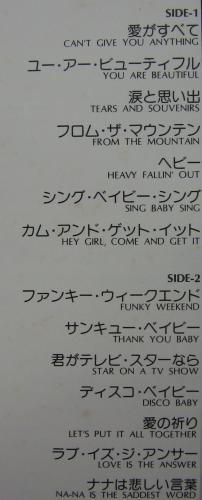 SIDE-1
愛がすべて
CAN'T GIVE YOU ANYTHING
ユー・アー・ビューティフル
YOU ARE BEAUTIFUL
涙と思い出
TEARS AND SOUVENIRS
フロム・ザ・マウンテン
FROM THE MOUNTAIN
ヘビー
HEAVY FALLIN' OUT
シング・ベイビー・シング
SING BABY SING
カム・アンド・ゲット・イット
HEY GIRL, COME AND GET IT
SIDE-2
ファンキー・ウィークエンド
FUNKY WEEKEND
サンキュー・ベイビー
THANK YOU BABY
君がテレビ・スターなら
STAR ON A TV SHOW
ディスコ・ベイビー
DISCO BABY
愛の祈り
LET'S PUT IT ALL TOGETHER
ラブ・イズ・ジ・アンサー
LOVE IS THE ANSWER
ナナは悲しい言葉
NA-NA IS THE SADDEST WORD